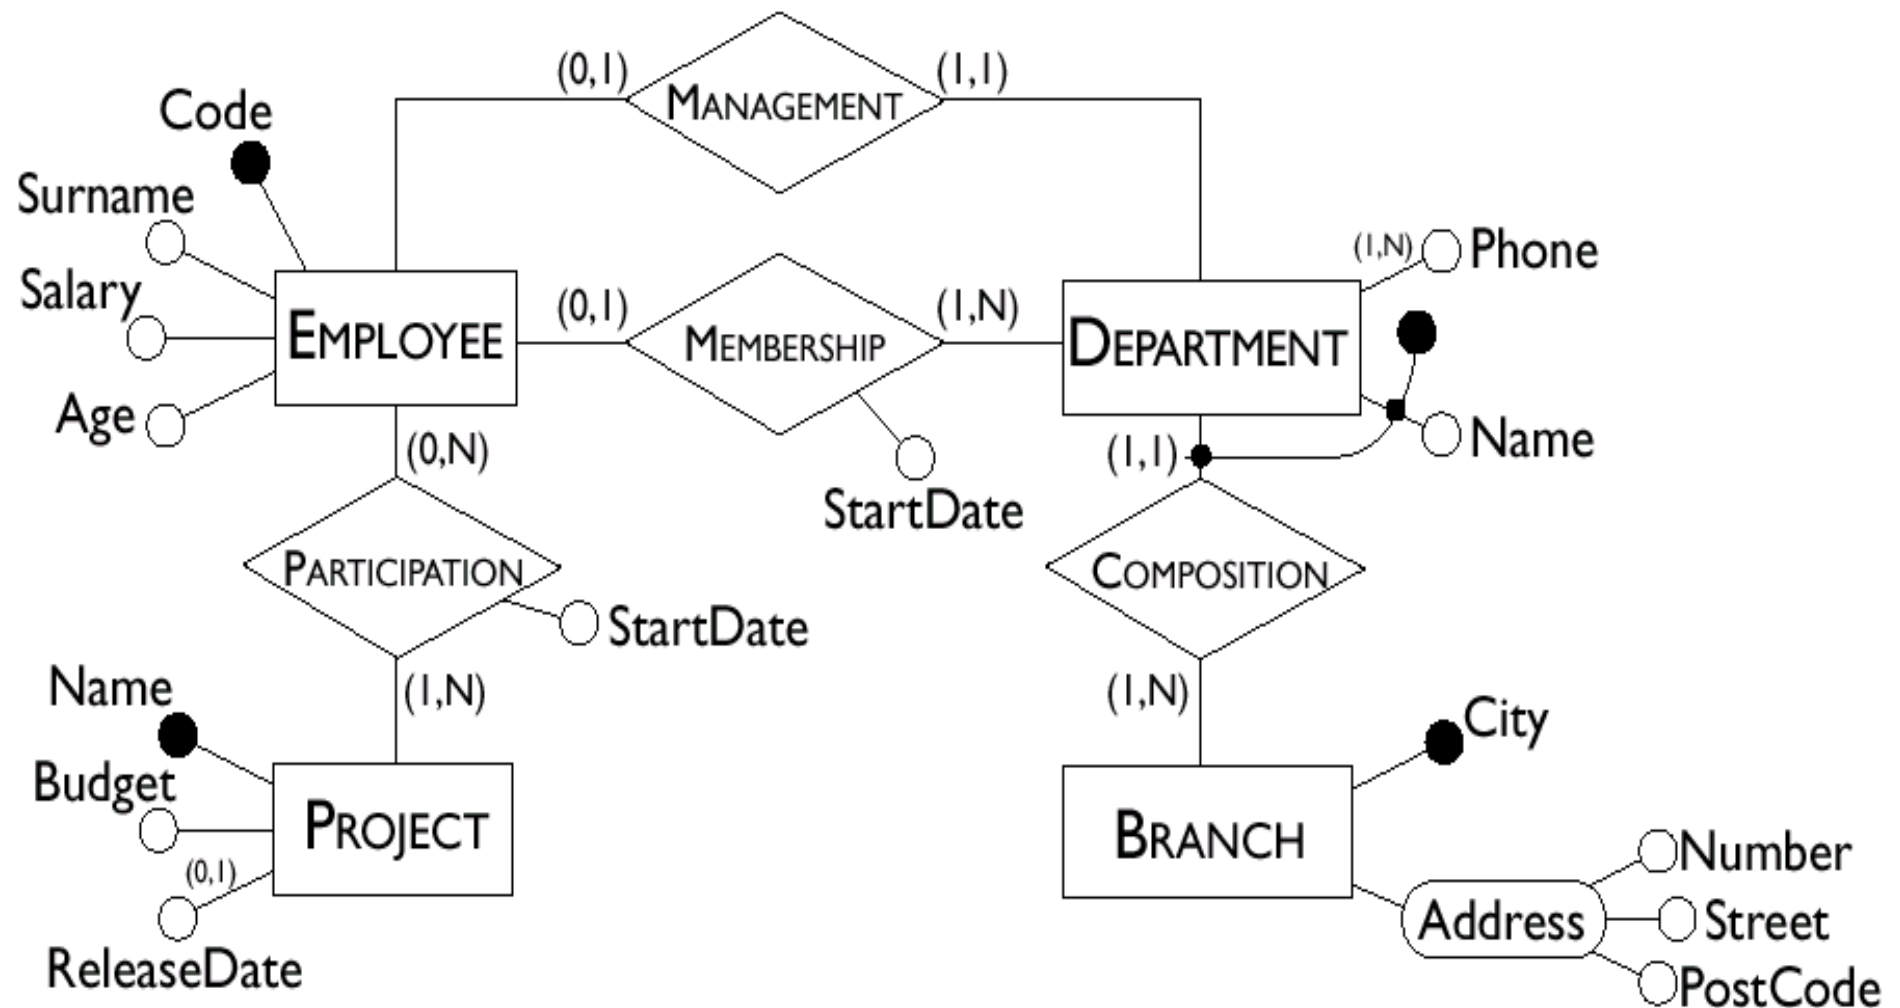 (0,1)
MANAGEMENT
(1,1)
Code
Surname
Salary
Age
EMPLOYEE
(0,1)
MEMBERSHIP
(1,N)
StartDate
DEPARTMENT
(1,N)
Phone
Name
(0,N)
PARTICIPATION
StartDate
(1,N)
(1,1)
COMPOSITION
(1,N)
Name
Budget
(0,1)
ReleaseDate
PROJECT
BRANCH
City
Address
Number
Street
PostCode